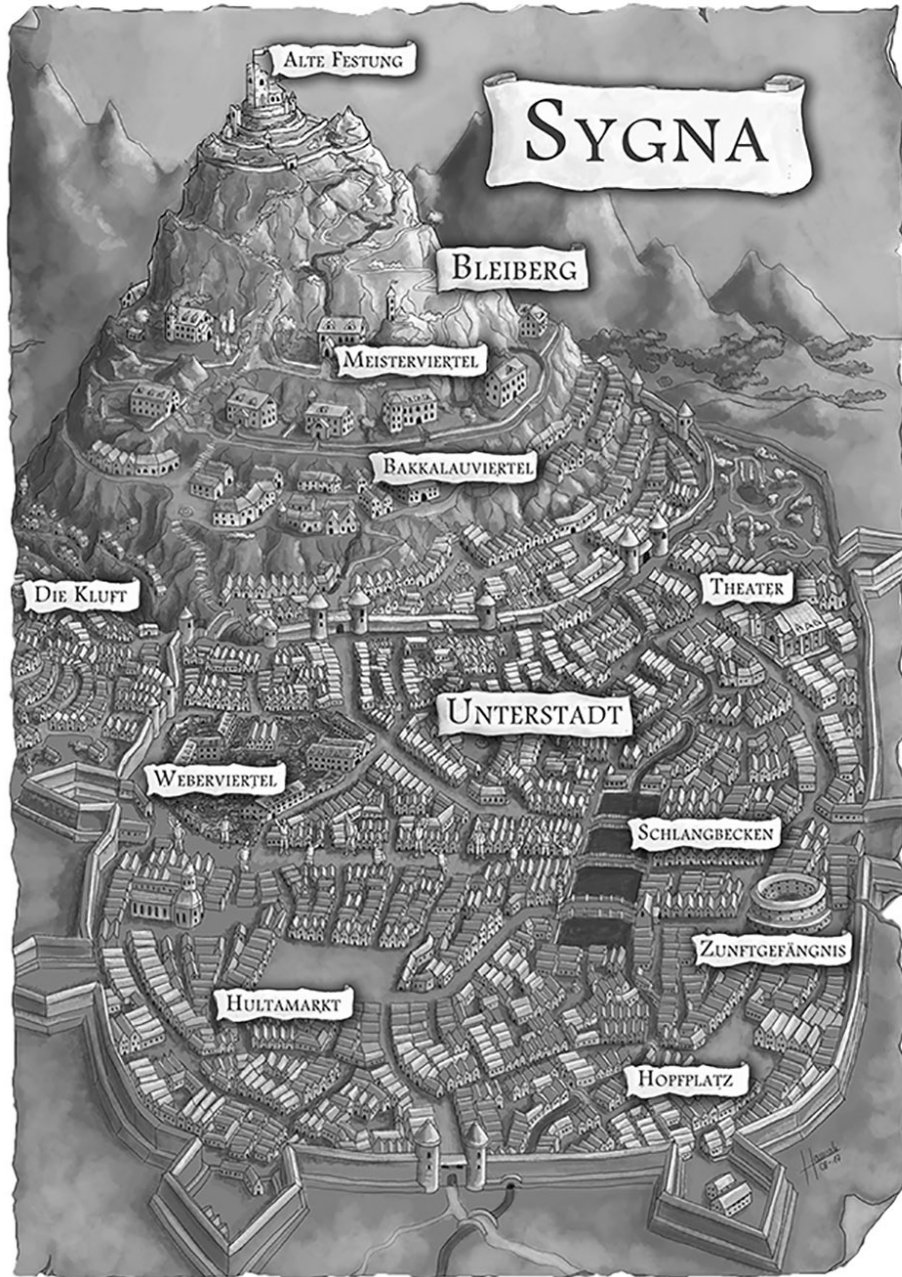 Alte Festung
Sygna
Bleiberg
Meisterviertel
Bakkalauviertel
Die Kluft
Theater
Unterstadt
Weberviertel
Schlangbecken
Zunftgefängnis
Hultamarkt
Hopfplatz